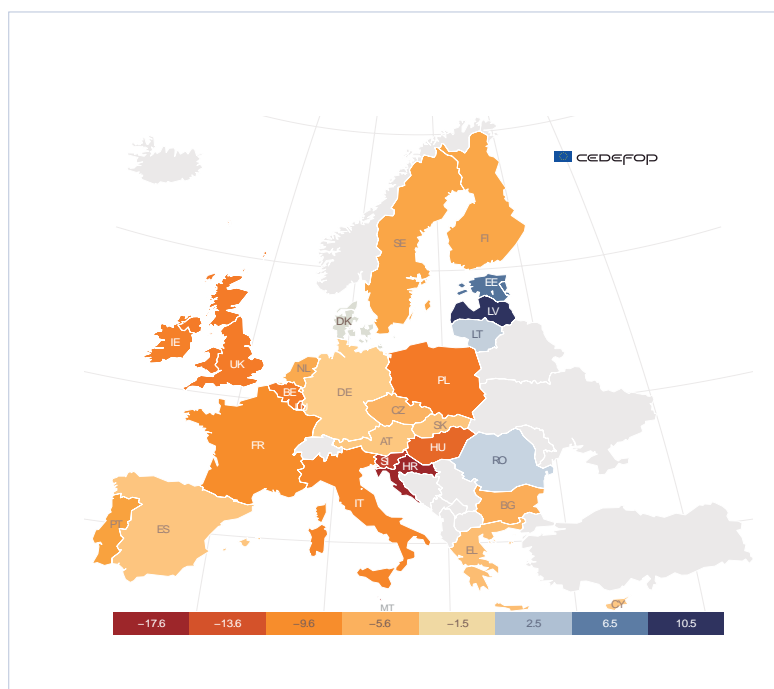 CEDEFOP
SE
FI
EE
LV
LT
DK
IE
UK
NL
BE
DE
PL
CZ
SK
AT
HU
FR
SI
HR
RO
IT
BG
PT
ES
EL
CY
MT
−17.6 −13.6 −9.6 −5.6 −1.5 2.5 6.5 10.5